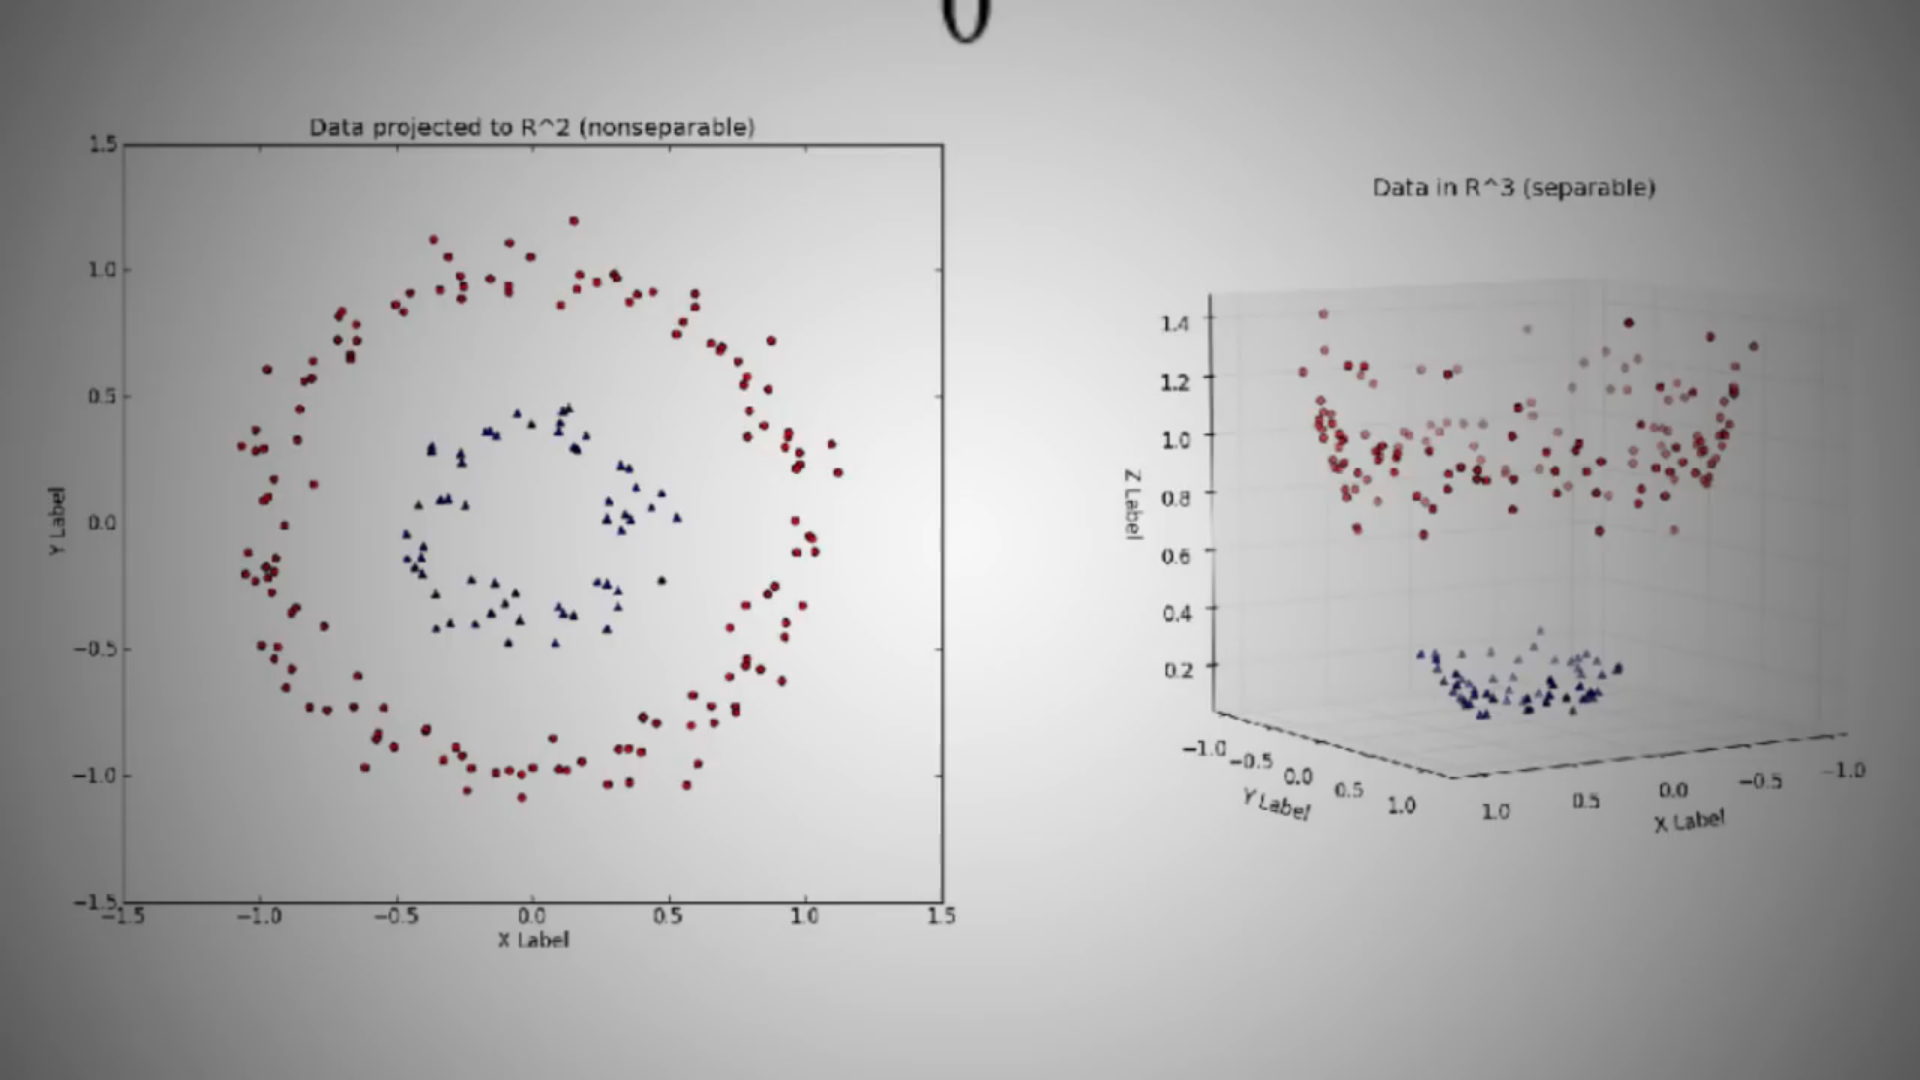 0
Data projected to R^2 (nonseparable)
1.5
1.0
0.5
0.0
−0.5
−1.0
−1.5
Y Label
−1.5 −1.0 −0.5 0.0 0.5 1.0 1.5
X Label
Data in R^3 (separable)
1.4
1.2
1.0
0.8
0.6
0.4
0.2
Z Label
−1.0 −0.5 0.0 0.5 1.0
Y Label
1.0 0.5 0.0 −0.5 −1.0
X Label